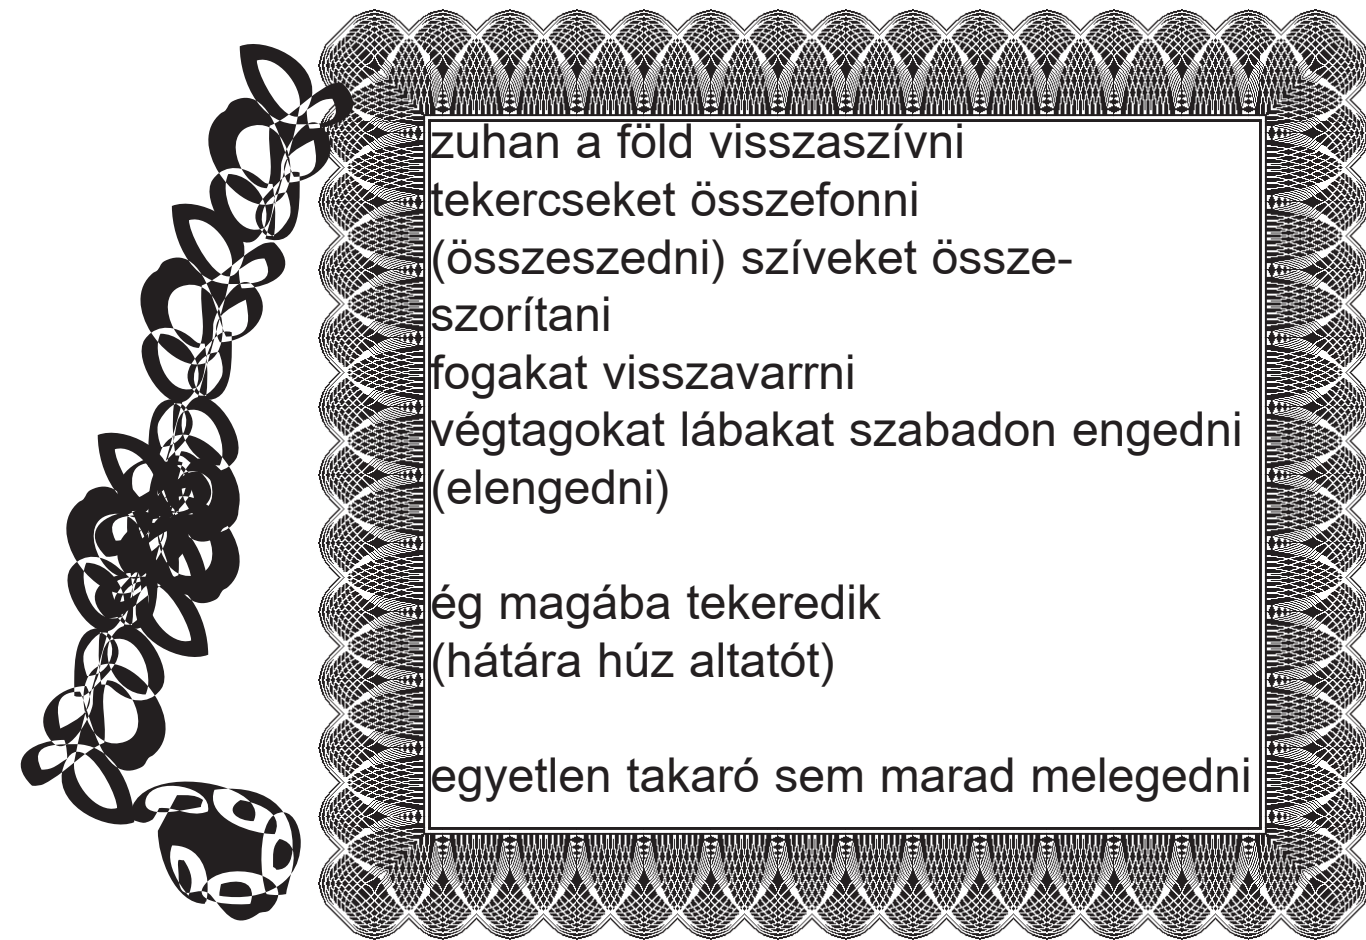 zuhan a föld visszaszívni
tekercseket összefonni
(összeszedni) szíveket össze-
szorítani
fogakat visszavarrni
végtagokat lábakat szabadon engedni
(elengedni)
ég magába tekeredik
(hátára húz altatót)
egyetlen takaró sem marad melegedni